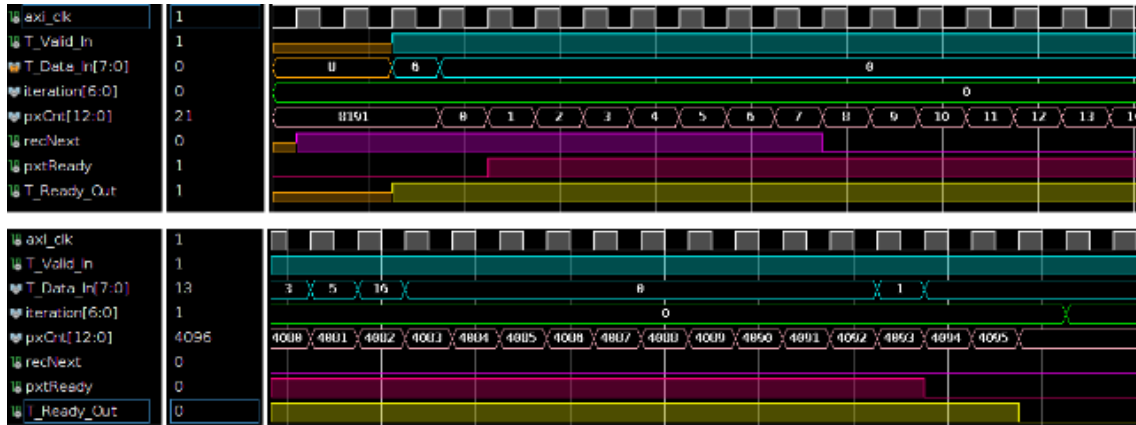 axi_clk 1
T_Valid_In 1
T_Data_In[7:0] 0 U 0 0
iteration[6:0] 0 0
pxCnt[12:0] 21 8191 0 1 2 3 4 5 6 7 8 9 10 11 12 13
recNext 0
pxtReady 1
T_Ready_Out 1
axi_clk 1
T_Valid_In 1
T_Data_In[7:0] 13 3 5 16 0 1
iteration[6:0] 1 0
pxCnt[12:0] 4096 4080 4081 4082 4083 4084 4085 4086 4087 4088 4089 4090 4091 4092 4093 4094 4095
recNext 0
pxtReady 0
T_Ready_Out 0